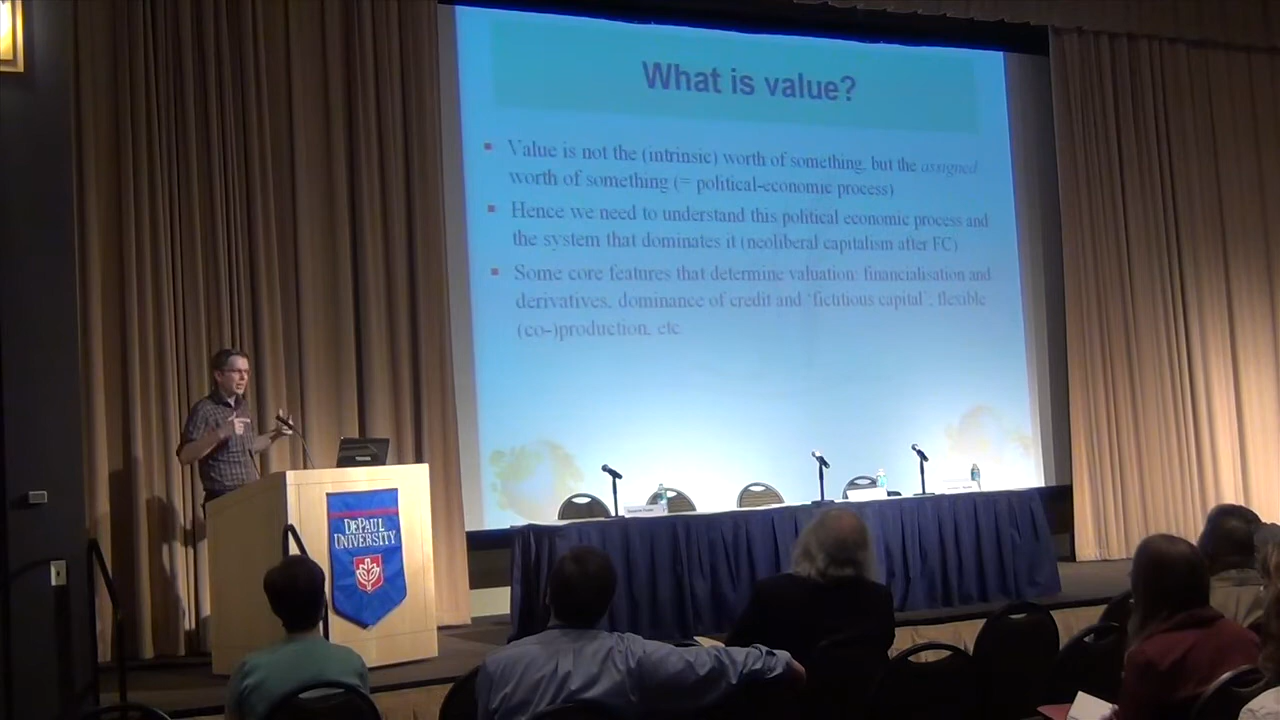 What is value?
Value is not the (intrinsic) worth of something, but the assigned
worth of something (= political-economic process)
Hence we need to understand this political economic process and
the system that dominates it (neoliberal capitalism after FC)
Some core features that determine valuation: financialisation and
derivatives, dominance of credit and 'fictitious capital'; flexible
(co-)production, etc.
DEPAUL
UNIVERSITY